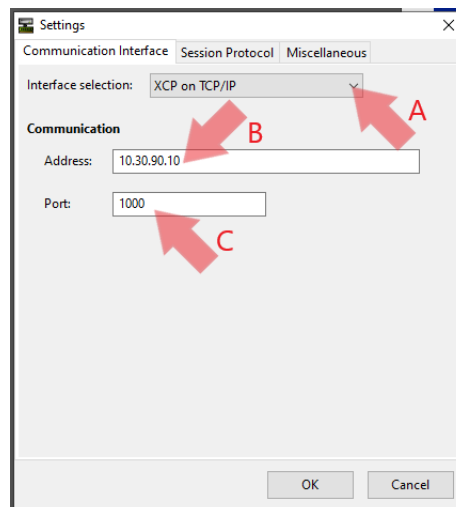 Settings
Communication Interface Session Protocol Miscellaneous
Interface selection: XCP on TCP/IP
A
Communication
B
Address: 10.30.90.10
Port: 1000
C
OK Cancel